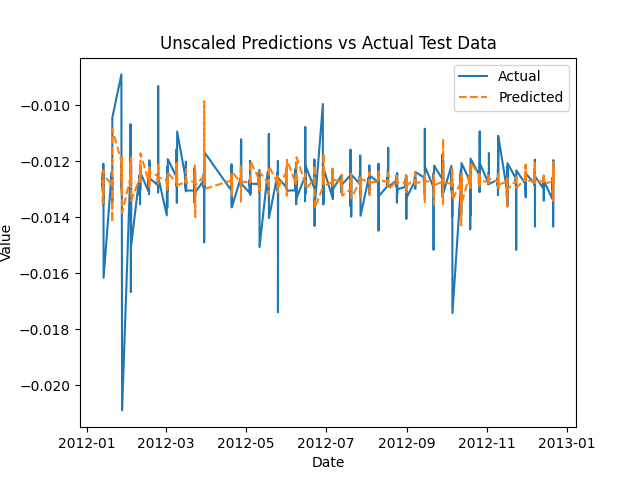 Unscaled Predictions vs Actual Test Data
Actual
Predicted
−0.010
−0.012
−0.014
−0.016
−0.018
−0.020
Value
2012-01 2012-03 2012-05 2012-07 2012-09 2012-11 2013-01
Date